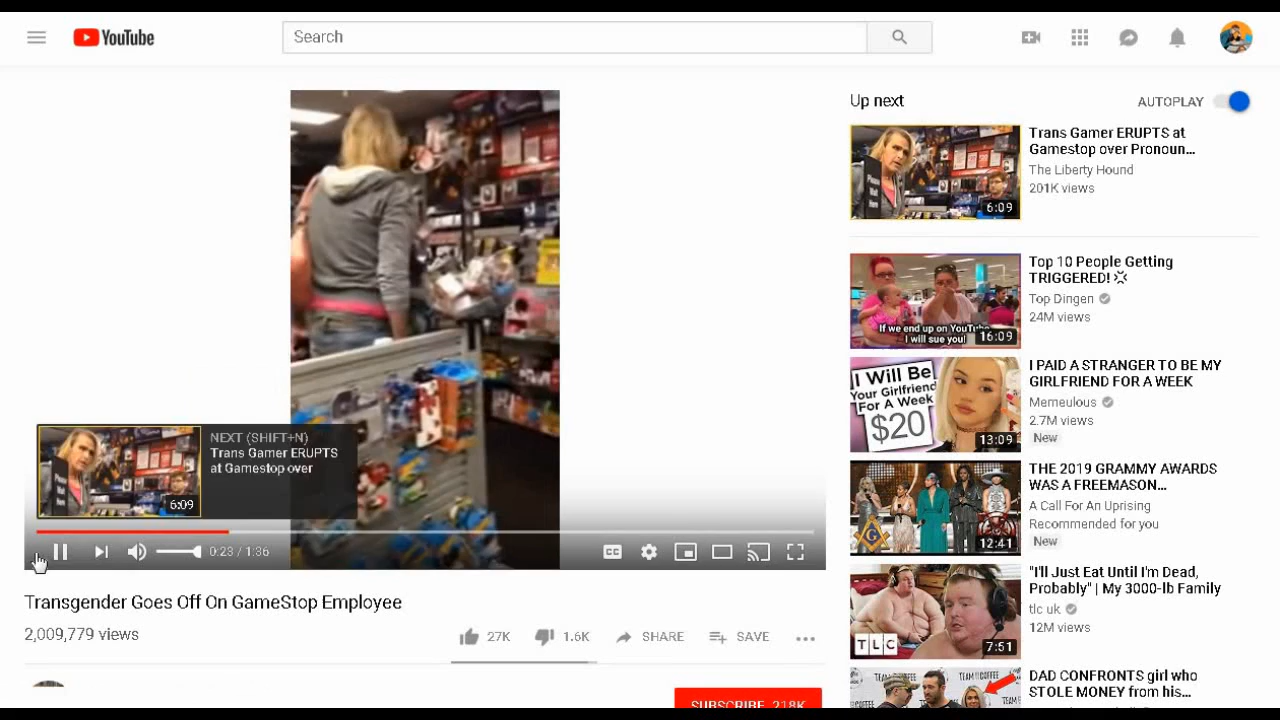 YouTube
Search
Up next
AUTOPLAY
Trans Gamer ERUPTS at
Gamestop over Pronoun...
The Liberty Hound
201K views
6:09
Top 10 People Getting
TRIGGERED! 💢
Top Dingen
24M views
If we end up on YouTube
I will sue you!
16:09
I PAID A STRANGER TO BE MY
GIRLFRIEND FOR A WEEK
Memeulous
2.7M views
New
I Will Be
Your Girlfriend
For A Week
$20
13:09
THE 2019 GRAMMY AWARDS
WAS A FREEMASON...
A Call For An Uprising
Recommended for you
New
G
12:41
"I'll Just Eat Until I'm Dead,
Probably" | My 3000-lb Family
tlc uk
12M views
TLC
7:51
DAD CONFRONTS girl who
STOLE MONEY from his...
NEXT (SHIFT+N)
Trans Gamer ERUPTS
at Gamestop over
6:09
Please
Wait
Here
0:23 / 1:36
CC
Transgender Goes Off On GameStop Employee
2,009,779 views
27K
1.6K
SHARE
SAVE
SUBSCRIBE 218K